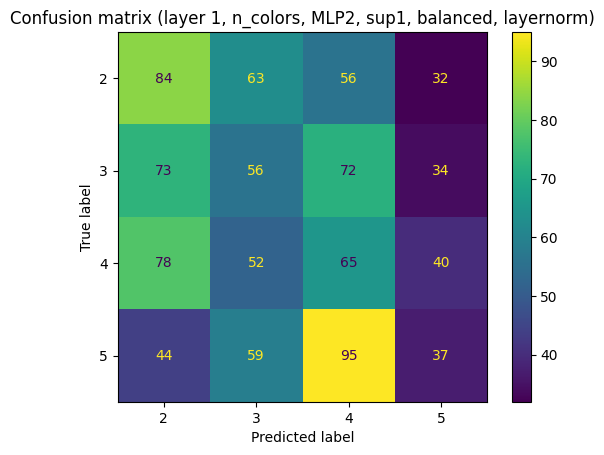 Confusion matrix (layer 1, n_colors, MLP2, sup1, balanced, layernorm)
True label
2 84 63 56 32
3 73 56 72 34
4 78 52 65 40
5 44 59 95 37
2 3 4 5
Predicted label
90
80
70
60
50
40